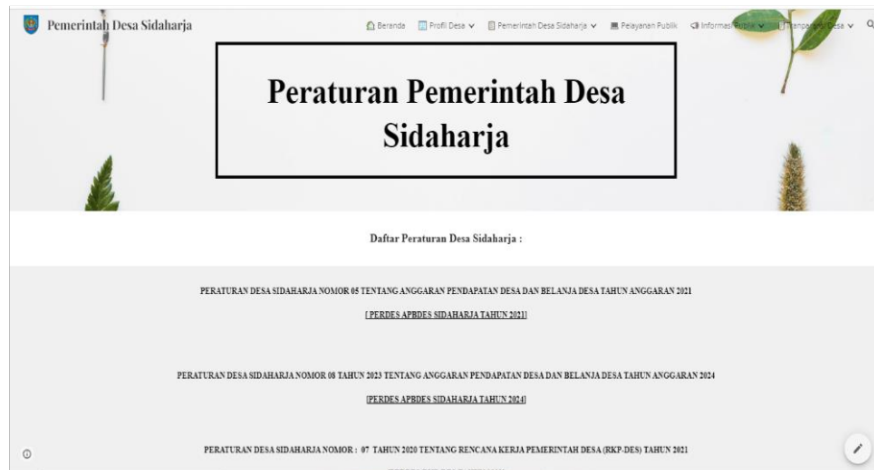 Pemerintah Desa Sidaharja
Beranda Profil Desa Pemerintah Desa Sidaharja Pelayanan Publik Informasi Publik Desa
Peraturan Pemerintah Desa
Sidaharja
Daftar Peraturan Desa Sidaharja :
PERATURAN DESA SIDAHARJA NOMOR 05 TENTANG ANGGARAN PENDAPATAN DESA DAN BELANJA DESA TAHUN ANGGARAN 2021
[ PERDES APBDES SIDAHARJA TAHUN 2021]
PERATURAN DESA SIDAHARJA NOMOR 08 TAHUN 2023 TENTANG ANGGARAN PENDAPATAN DESA DAN BELANJA DESA TAHUN ANGGARAN 2024
[PERDES APBDES SIDAHARJA TAHUN 2024]
PERATURAN DESA SIDAHARJA NOMOR : 07 TAHUN 2020 TENTANG RENCANA KERJA PEMERINTAH DESA (RKP-DES) TAHUN 2021